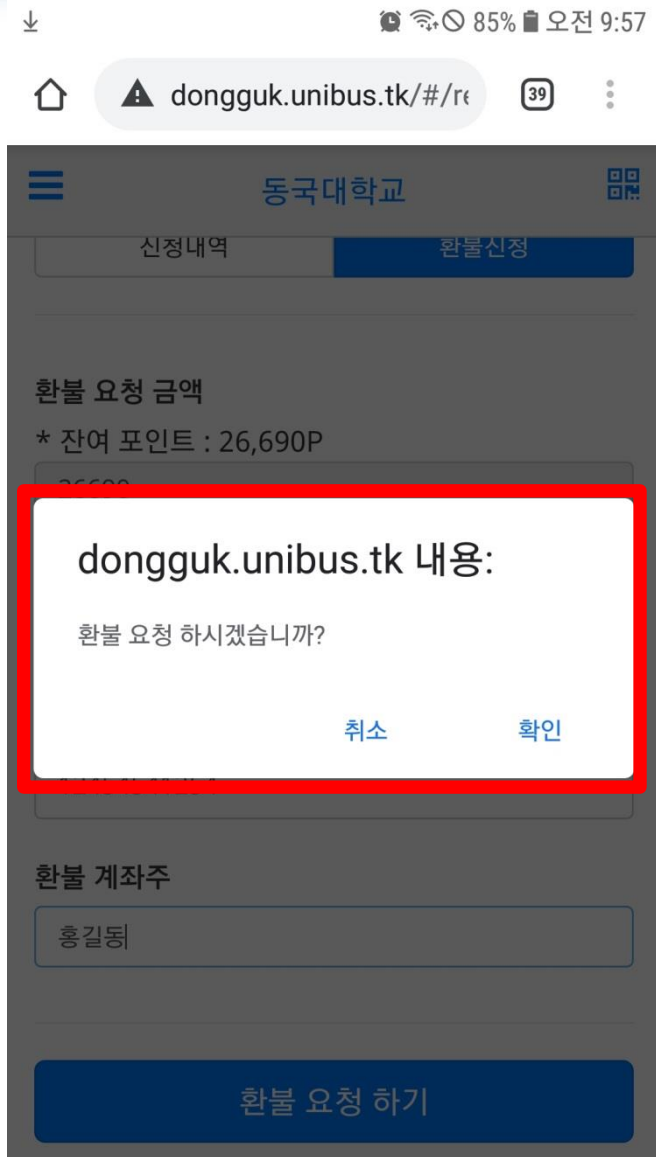 85% 오전 9:57
dongguk.unibus.tk/#/re
39
동국대학교
신청내역 환불신청
환불 요청 금액
* 잔여 포인트 : 26,690P
dongguk.unibus.tk 내용:
환불 요청 하시겠습니까?
취소 확인
환불 계좌주
홍길동
환불 요청 하기